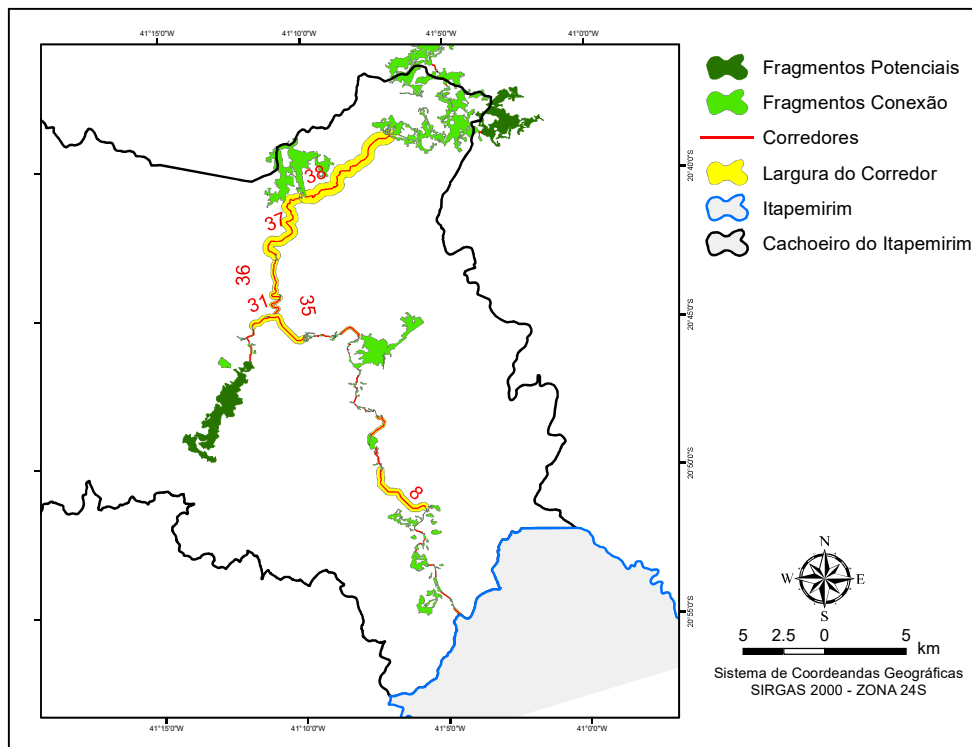 41°15'0"W 41°10'0"W 41°5'0"W 41°0'0"W
20°40'0"S
20°45'0"S
20°50'0"S
20°55'0"S
38
37
36
31
35
8
41°15'0"W 41°10'0"W 41°5'0"W 41°0'0"W
Fragmentos Potenciais
Fragmentos Conexão
Corredores
Largura do Corredor
Itapemirim
Cachoeiro do Itapemirim
N
W E
S
5 2.5 0 5
km
Sistema de Coordeandas Geográficas
SIRGAS 2000 - ZONA 24S